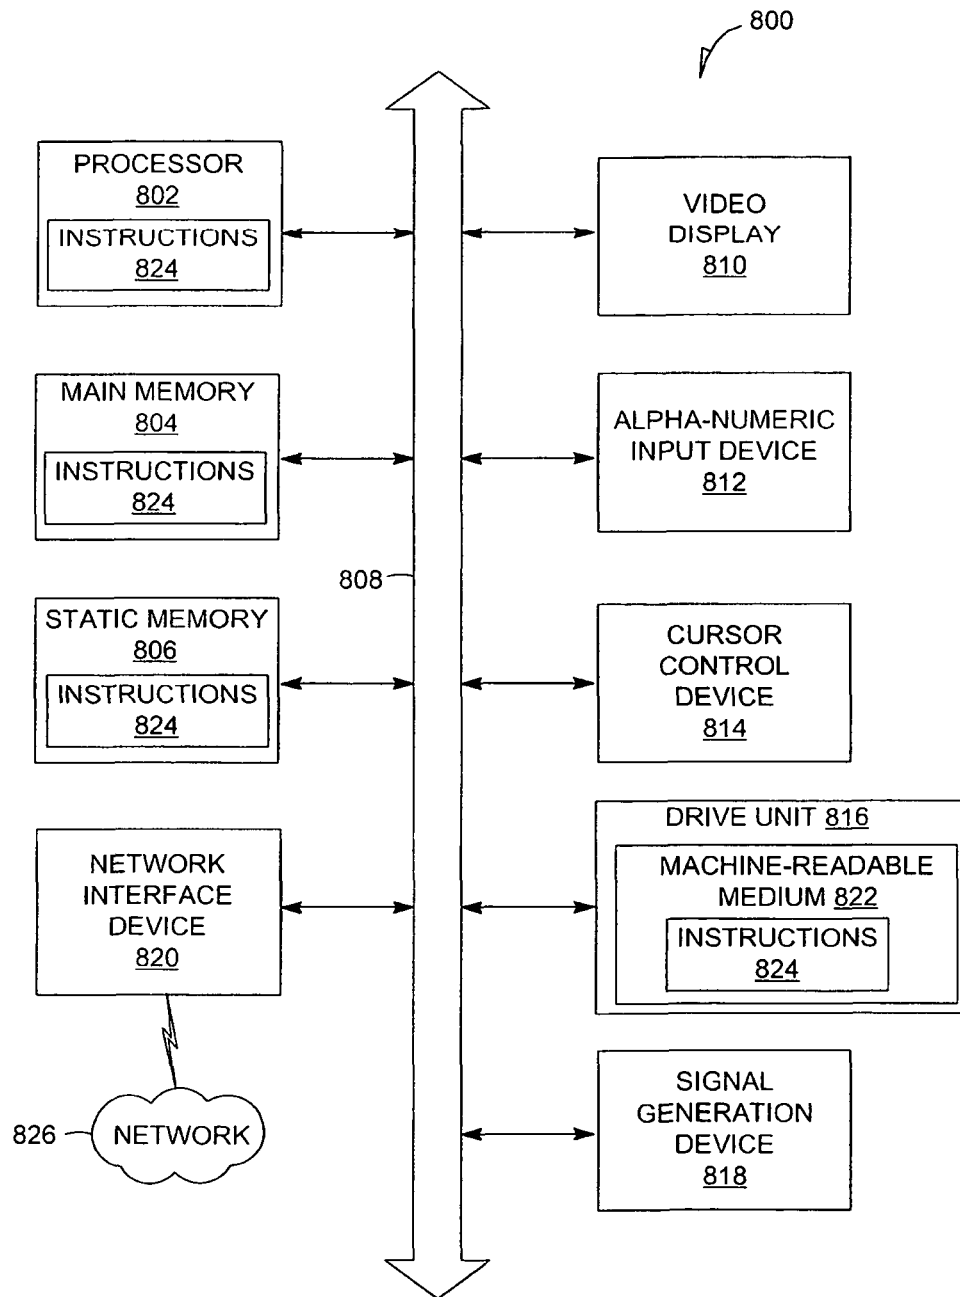 800
PROCESSOR
802
INSTRUCTIONS
824
VIDEO
DISPLAY
810
MAIN MEMORY
804
INSTRUCTIONS
824
ALPHA-NUMERIC
INPUT DEVICE
812
808
STATIC MEMORY
806
INSTRUCTIONS
824
CURSOR
CONTROL
DEVICE
814
NETWORK
INTERFACE
DEVICE
820
DRIVE UNIT 816
MACHINE-READABLE
MEDIUM 822
INSTRUCTIONS
824
826
NETWORK
SIGNAL
GENERATION
DEVICE
818